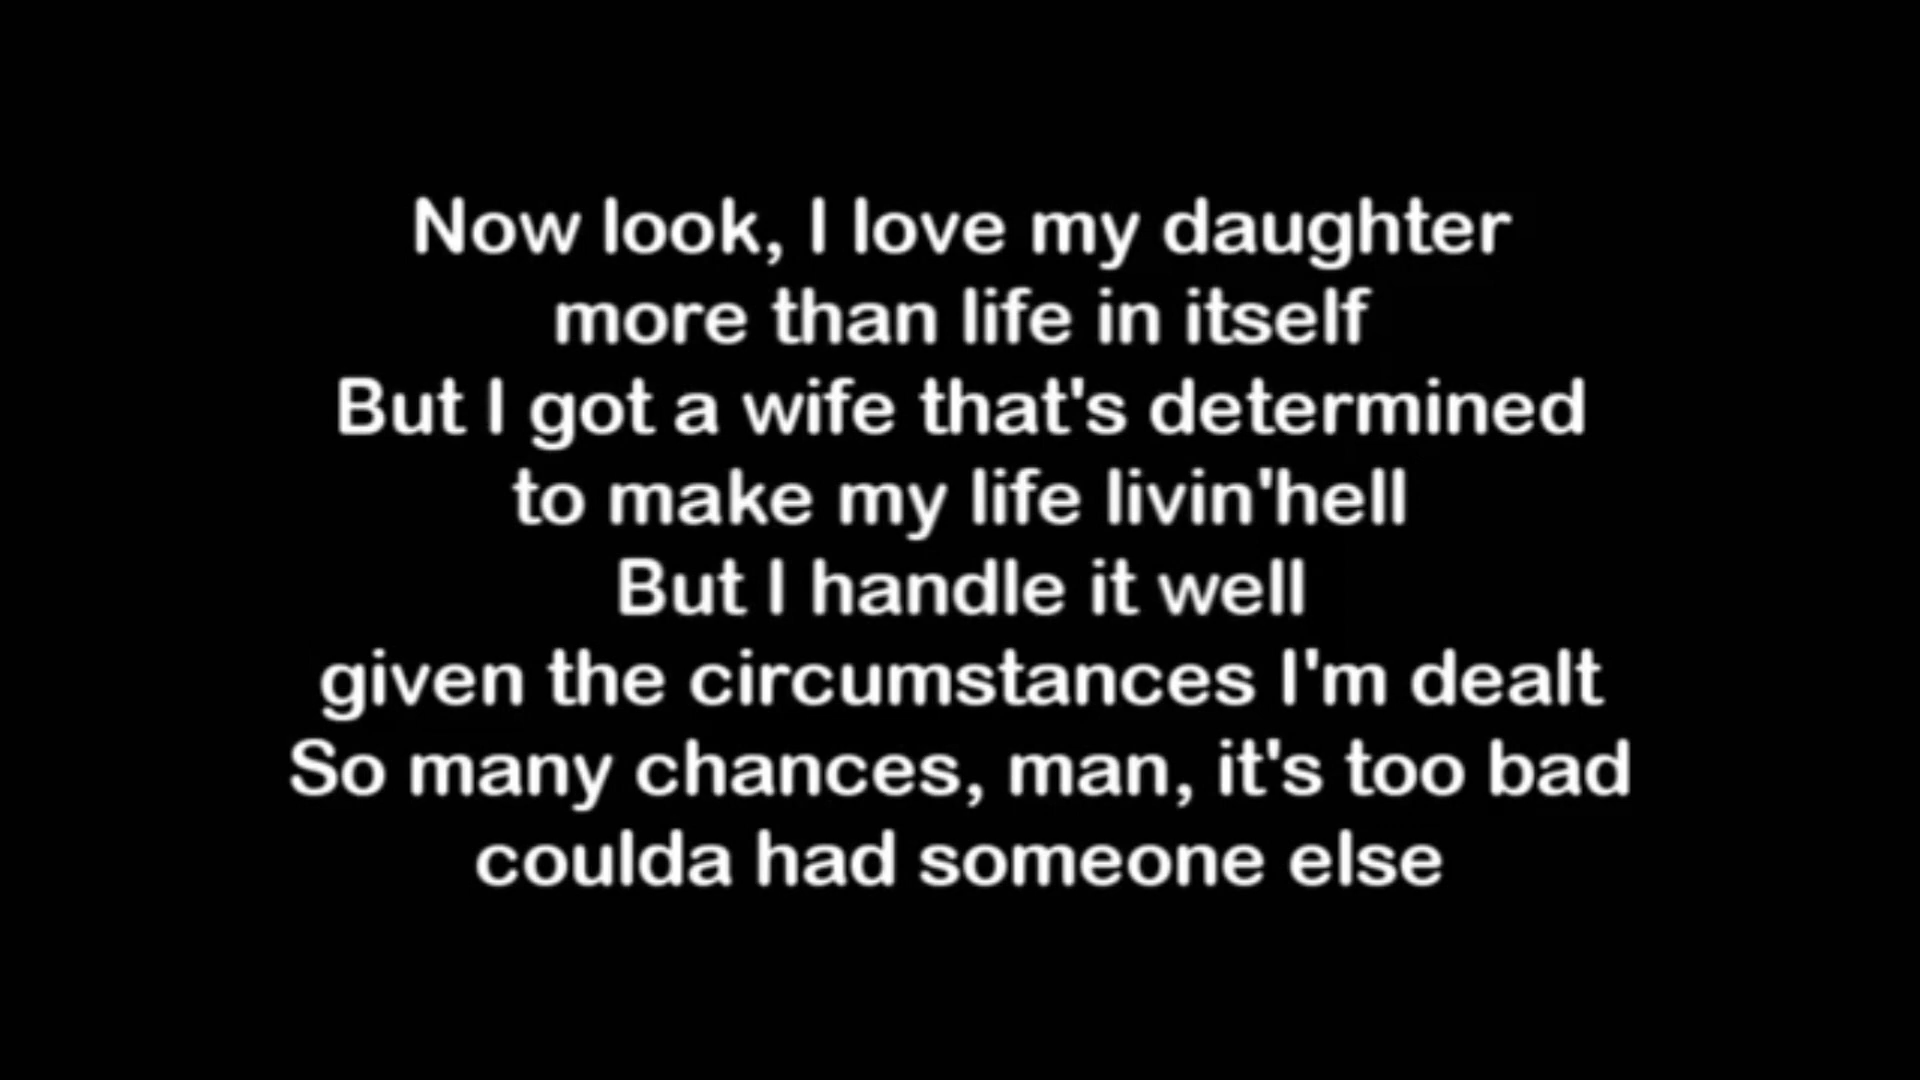 Now look, I love my daughter
more than life in itself
But I got a wife that's determined
to make my life livin'hell
But I handle it well
given the circumstances I'm dealt
So many chances, man, it's too bad
coulda had someone else